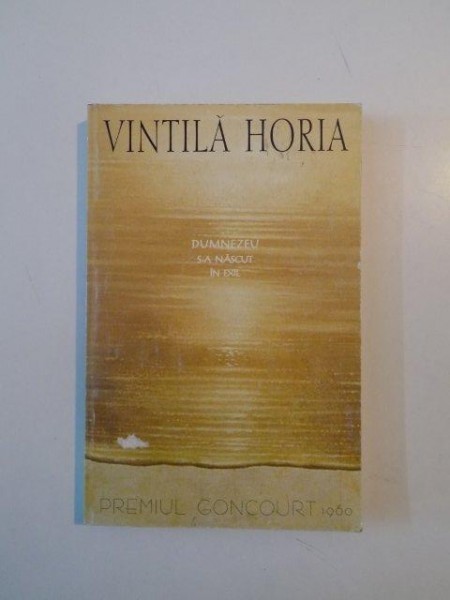 VINTILĂ HORIA
DUMNEZEU
S-A NĂSCUT
ÎN EXIL
PREMIUL GONCOURT 1960